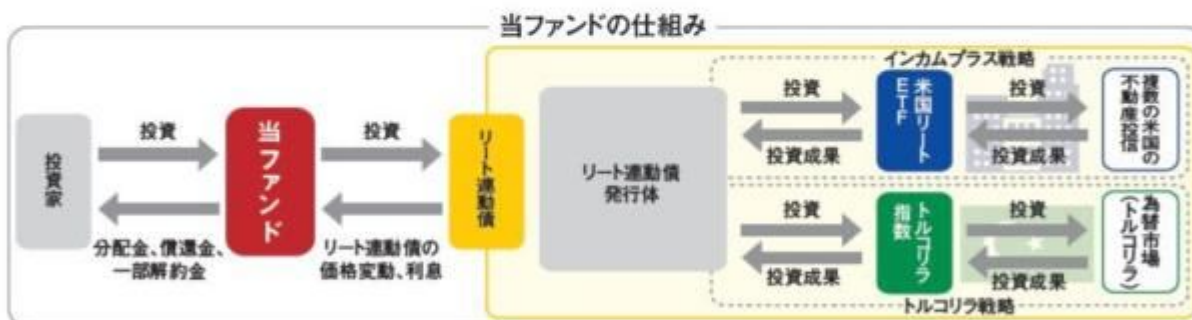 当ファンドの仕組み
投資家
投資
分配金、償還金、
一部解約金
当ファンド
投資
リート連動債の
価格変動、利息
リート連動債
リート連動債
発行体
インカムプラス戦略
投資
投資成果
米国リート
ETF
投資
投資成果
複数の米国の
不動産投信
投資
投資成果
トルコリラ
指数
投資
投資成果
為替市場
(トルコリラ)
トルコリラ戦略